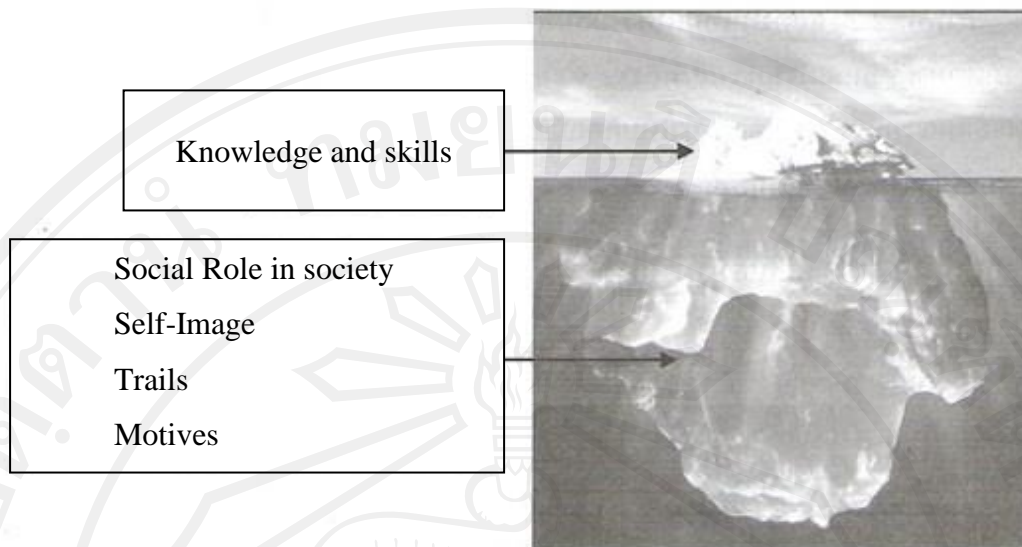 Knowledge and skills
Social Role in society
Self-Image
Trails
Motives